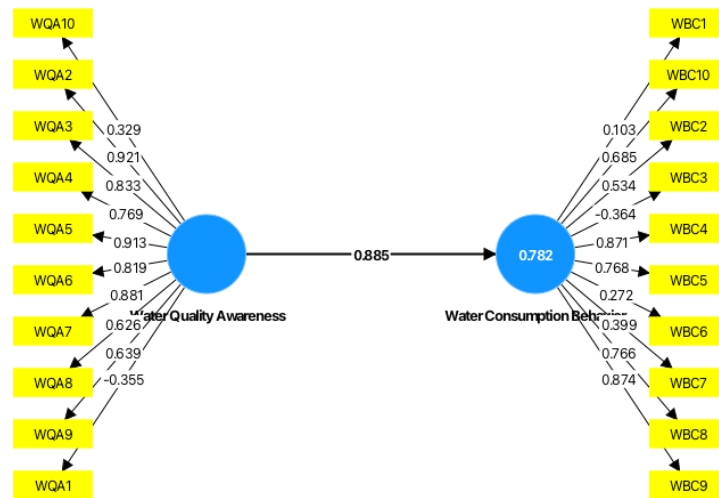 WQA10
WQA2
WQA3
WQA4
WQA5
WQA6
WQA7
WQA8
WQA9
WQA1
0.329
0.921
0.833
0.769
0.913
0.819
0.881
0.626
0.639
-0.355
Water Quality Awareness
0.885
0.782
Water Consumption Behavior
0.103
0.685
0.534
-0.364
0.871
0.768
0.272
0.399
0.766
0.874
WBC1
WBC10
WBC2
WBC3
WBC4
WBC5
WBC6
WBC7
WBC8
WBC9